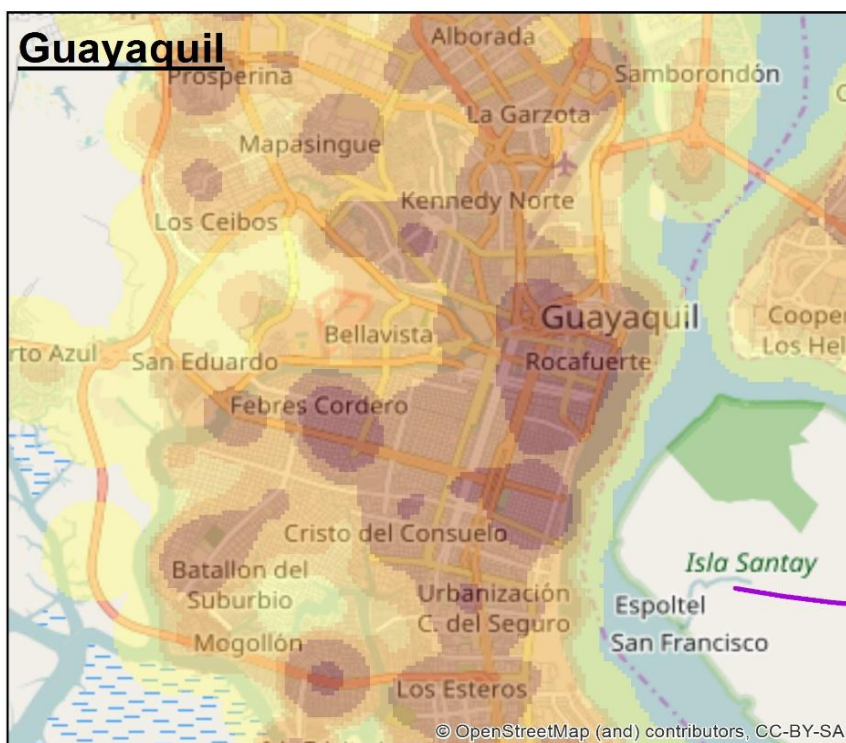 Guayaquil
Alborada
Prosperina
Samborondón
La Garzota
Mapasingue
Kennedy Norte
Los Ceibos
Guayaquil
Cooper
Bellavista
Los Hel
erto Azul
San Eduardo
Rocafuerte
Febres Cordero
Cristo del Consuelo
Isla Santay
Batallon del
Suburbio
Urbanización
C. del Seguro
Espoltel
San Francisco
Mogollón
Los Esteros
© OpenStreetMap (and) contributors, CC-BY-SA